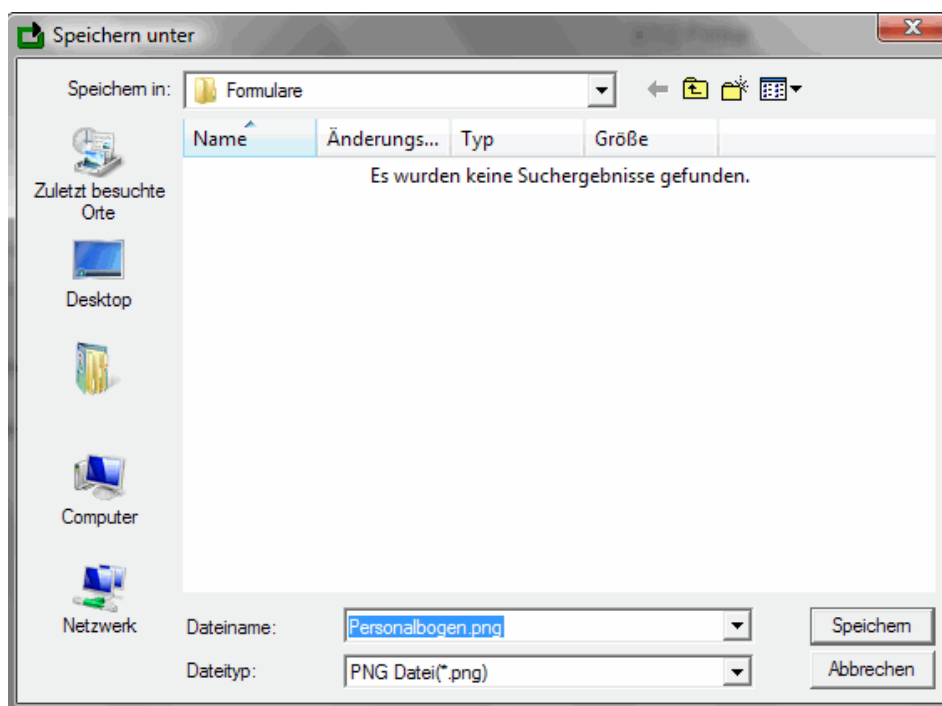 Speichern unter
Speichern in:
Formulare
Name
Änderungs...
Typ
Größe
Es wurden keine Suchergebnisse gefunden.
Zuletzt besuchte
Orte
Desktop
Computer
Netzwerk
Dateiname:
Personalbogen.png
Speichern
Dateityp:
PNG Datei(*.png)
Abbrechen